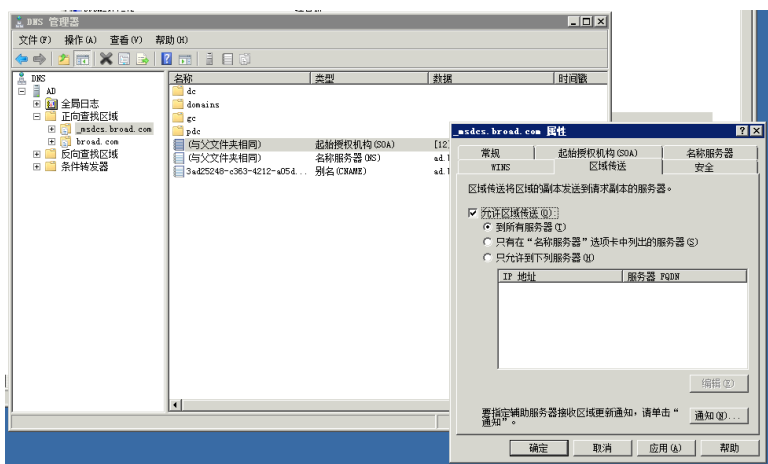 DNS 管理器
文件(F) 操作(A) 查看(V) 帮助(H)
DNS
AD
全局日志
正向查找区域
_msdcs.broad.com
broad.com
反向查找区域
条件转发器
名称 类型 数据 时间戳
dc
domains
gc
pdc
(与父文件夹相同) 起始授权机构(SOA) [12
(与父文件夹相同) 名称服务器(NS) ad.
3ad25248-c363-4212-a05d... 别名(CNAME) ad.
_msdcs.broad.com 属性
常规 起始授权机构(SOA) 名称服务器
WINS 区域传送 安全
区域传送将区域的副本发送到请求副本的服务器。
允许区域传送(O):
到所有服务器(T)
只有在“名称服务器”选项卡中列出的服务器(S)
只允许到下列服务器(H)
IP 地址 服务器 FQDN
编辑(E)
要指定辅助服务器接收区域更新通知，请单击“
通知”。
通知(N)...
确定 取消 应用(A) 帮助